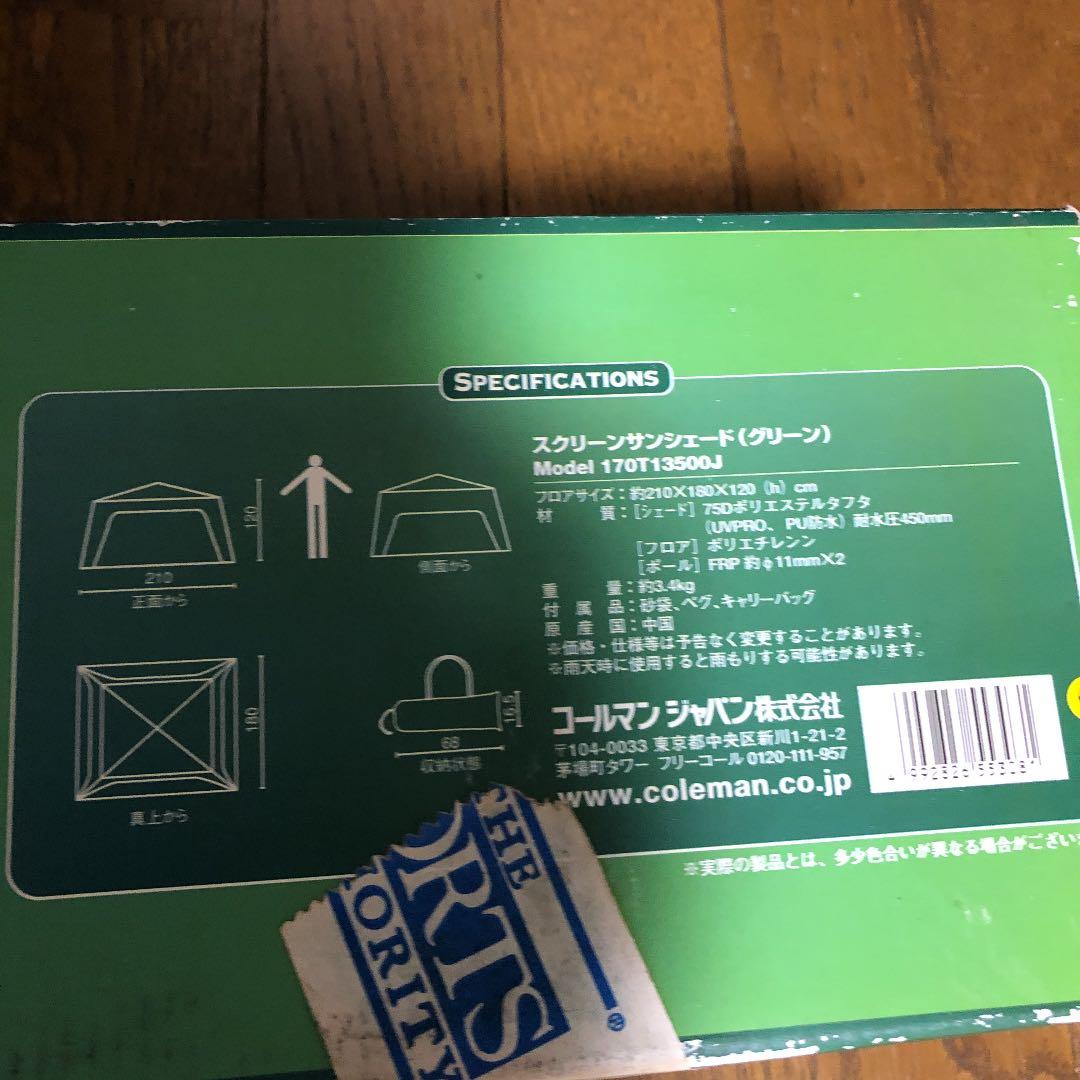 SPECIFICATIONS
スクリーンサンシェード（グリーン）
Model 170T13500J
フロアサイズ：約210×180×120（h）cm
材　質：［シェード］75Dポリエステルタフタ
（UVPRO、PU防水）耐水圧450mm
［フロア］ポリエチレンン
［ポール］FRP 約φ11mm×2
重　量：約3.4kg
付属品：砂袋、ペグ、キャリーバッグ
原産国：中国
※価格・仕様等は予告なく変更することがあります。
※雨天時に使用すると雨もりする可能性があります。
コールマン ジャパン株式会社
〒104-0033 東京都中央区新川1-21-2
茅場町タワー フリーコール 0120-111-957
www.coleman.co.jp
4 992826 553081
※実際の製品とは、多少色合いが異なる場合がござい
120
210
正面から
側面から
180
真上から
16.5
68
収納状態
THE
ORTS
ORITY
®